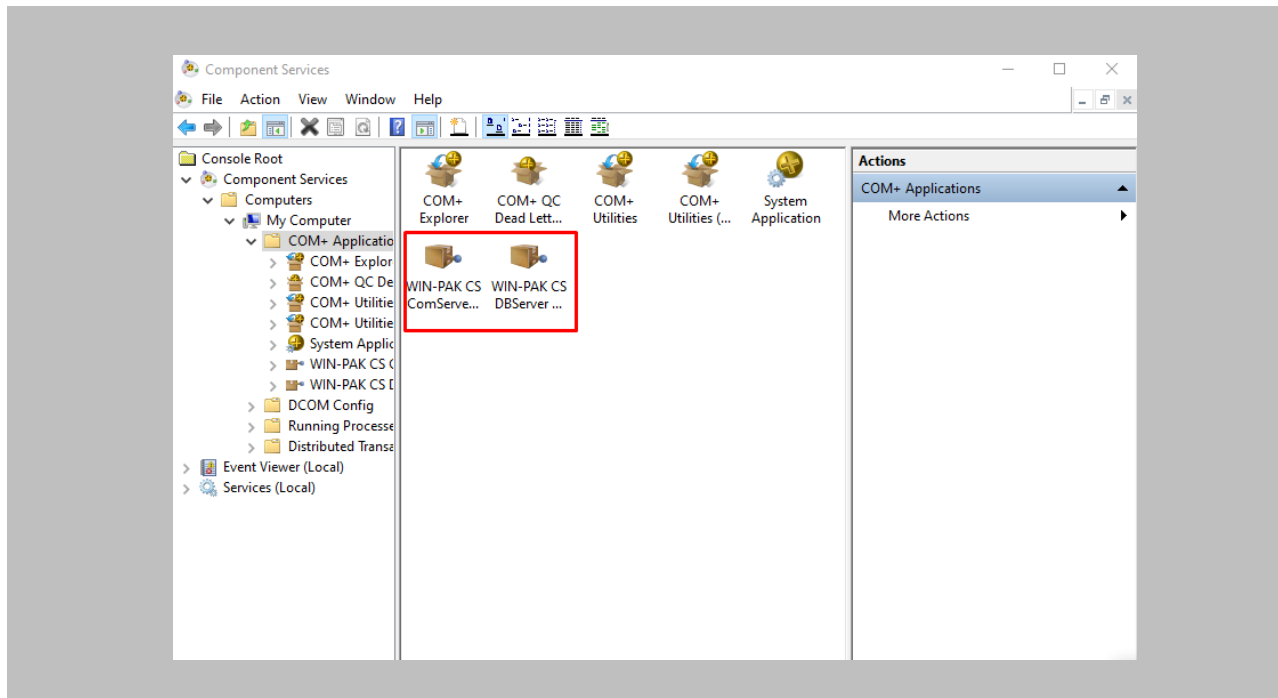 Component Services
File Action View Window Help
Console Root
Component Services
Computers
My Computer
COM+ Applicatio
COM+ Explor
COM+ QC De
COM+ Utilitie
COM+ Utilitie
System Applic
WIN-PAK CS C
WIN-PAK CS D
DCOM Config
Running Processe
Distributed Transa
Event Viewer (Local)
Services (Local)
COM+
Explorer
COM+ QC
Dead Lett...
COM+
Utilities
COM+
Utilities (...
System
Application
WIN-PAK CS
ComServe...
WIN-PAK CS
DBServer ...
Actions
COM+ Applications
More Actions